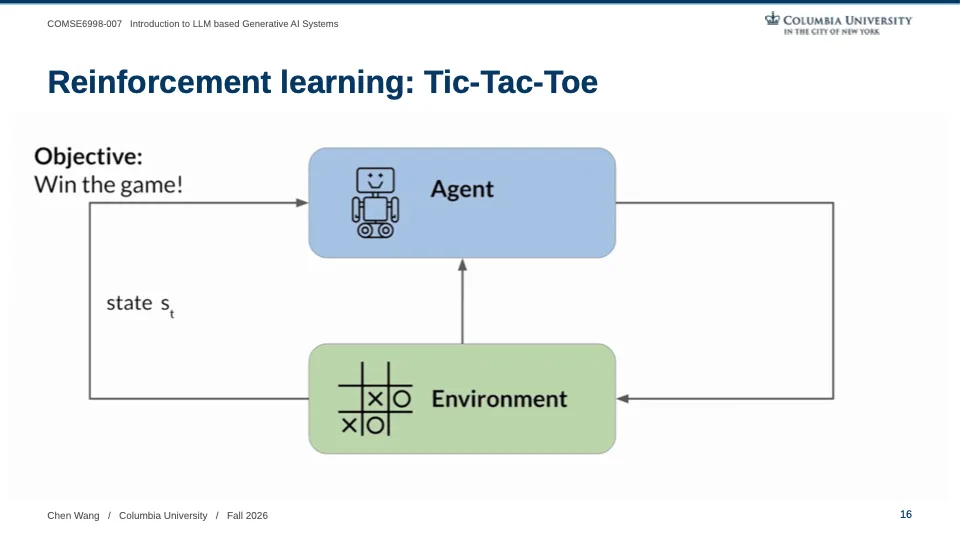 COMSE6998-007 Introduction to LLM based Generative AI Systems
COLUMBIA UNIVERSITY
IN THE CITY OF NEW YORK
Reinforcement learning: Tic-Tac-Toe
Objective:
Win the game!
Agent
state s_t
Environment
X O
X O
Chen Wang / Columbia University / Fall 2026
16